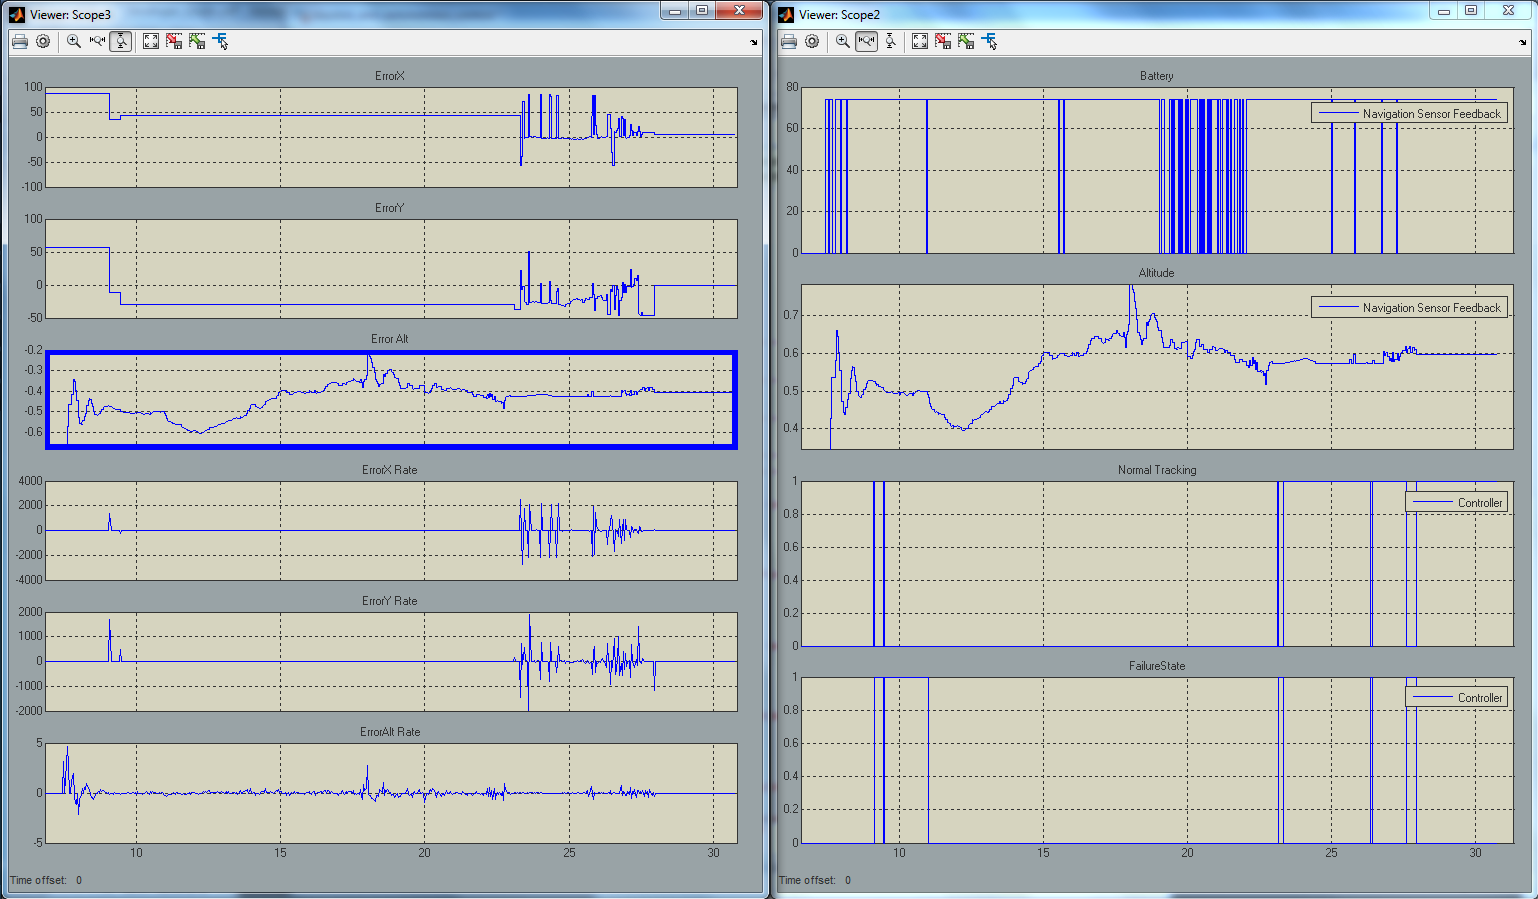 Viewer: Scope3
ErrorX
100
50
0
-50
-100
ErrorY
100
50
0
-50
Error Alt
-0.2
-0.3
-0.4
-0.5
-0.6
ErrorX Rate
4000
2000
0
-2000
-4000
ErrorY Rate
2000
1000
0
-1000
-2000
ErrorAlt Rate
5
0
-5
10 15 20 25 30
Time offset: 0
Viewer: Scope2
Battery
80
60
40
20
0
Navigation Sensor Feedback
Altitude
0.7
0.6
0.5
0.4
Navigation Sensor Feedback
Normal Tracking
1
0.8
0.6
0.4
0.2
0
Controller
FailureState
1
0.8
0.6
0.4
0.2
0
Controller
10 15 20 25 30
Time offset: 0